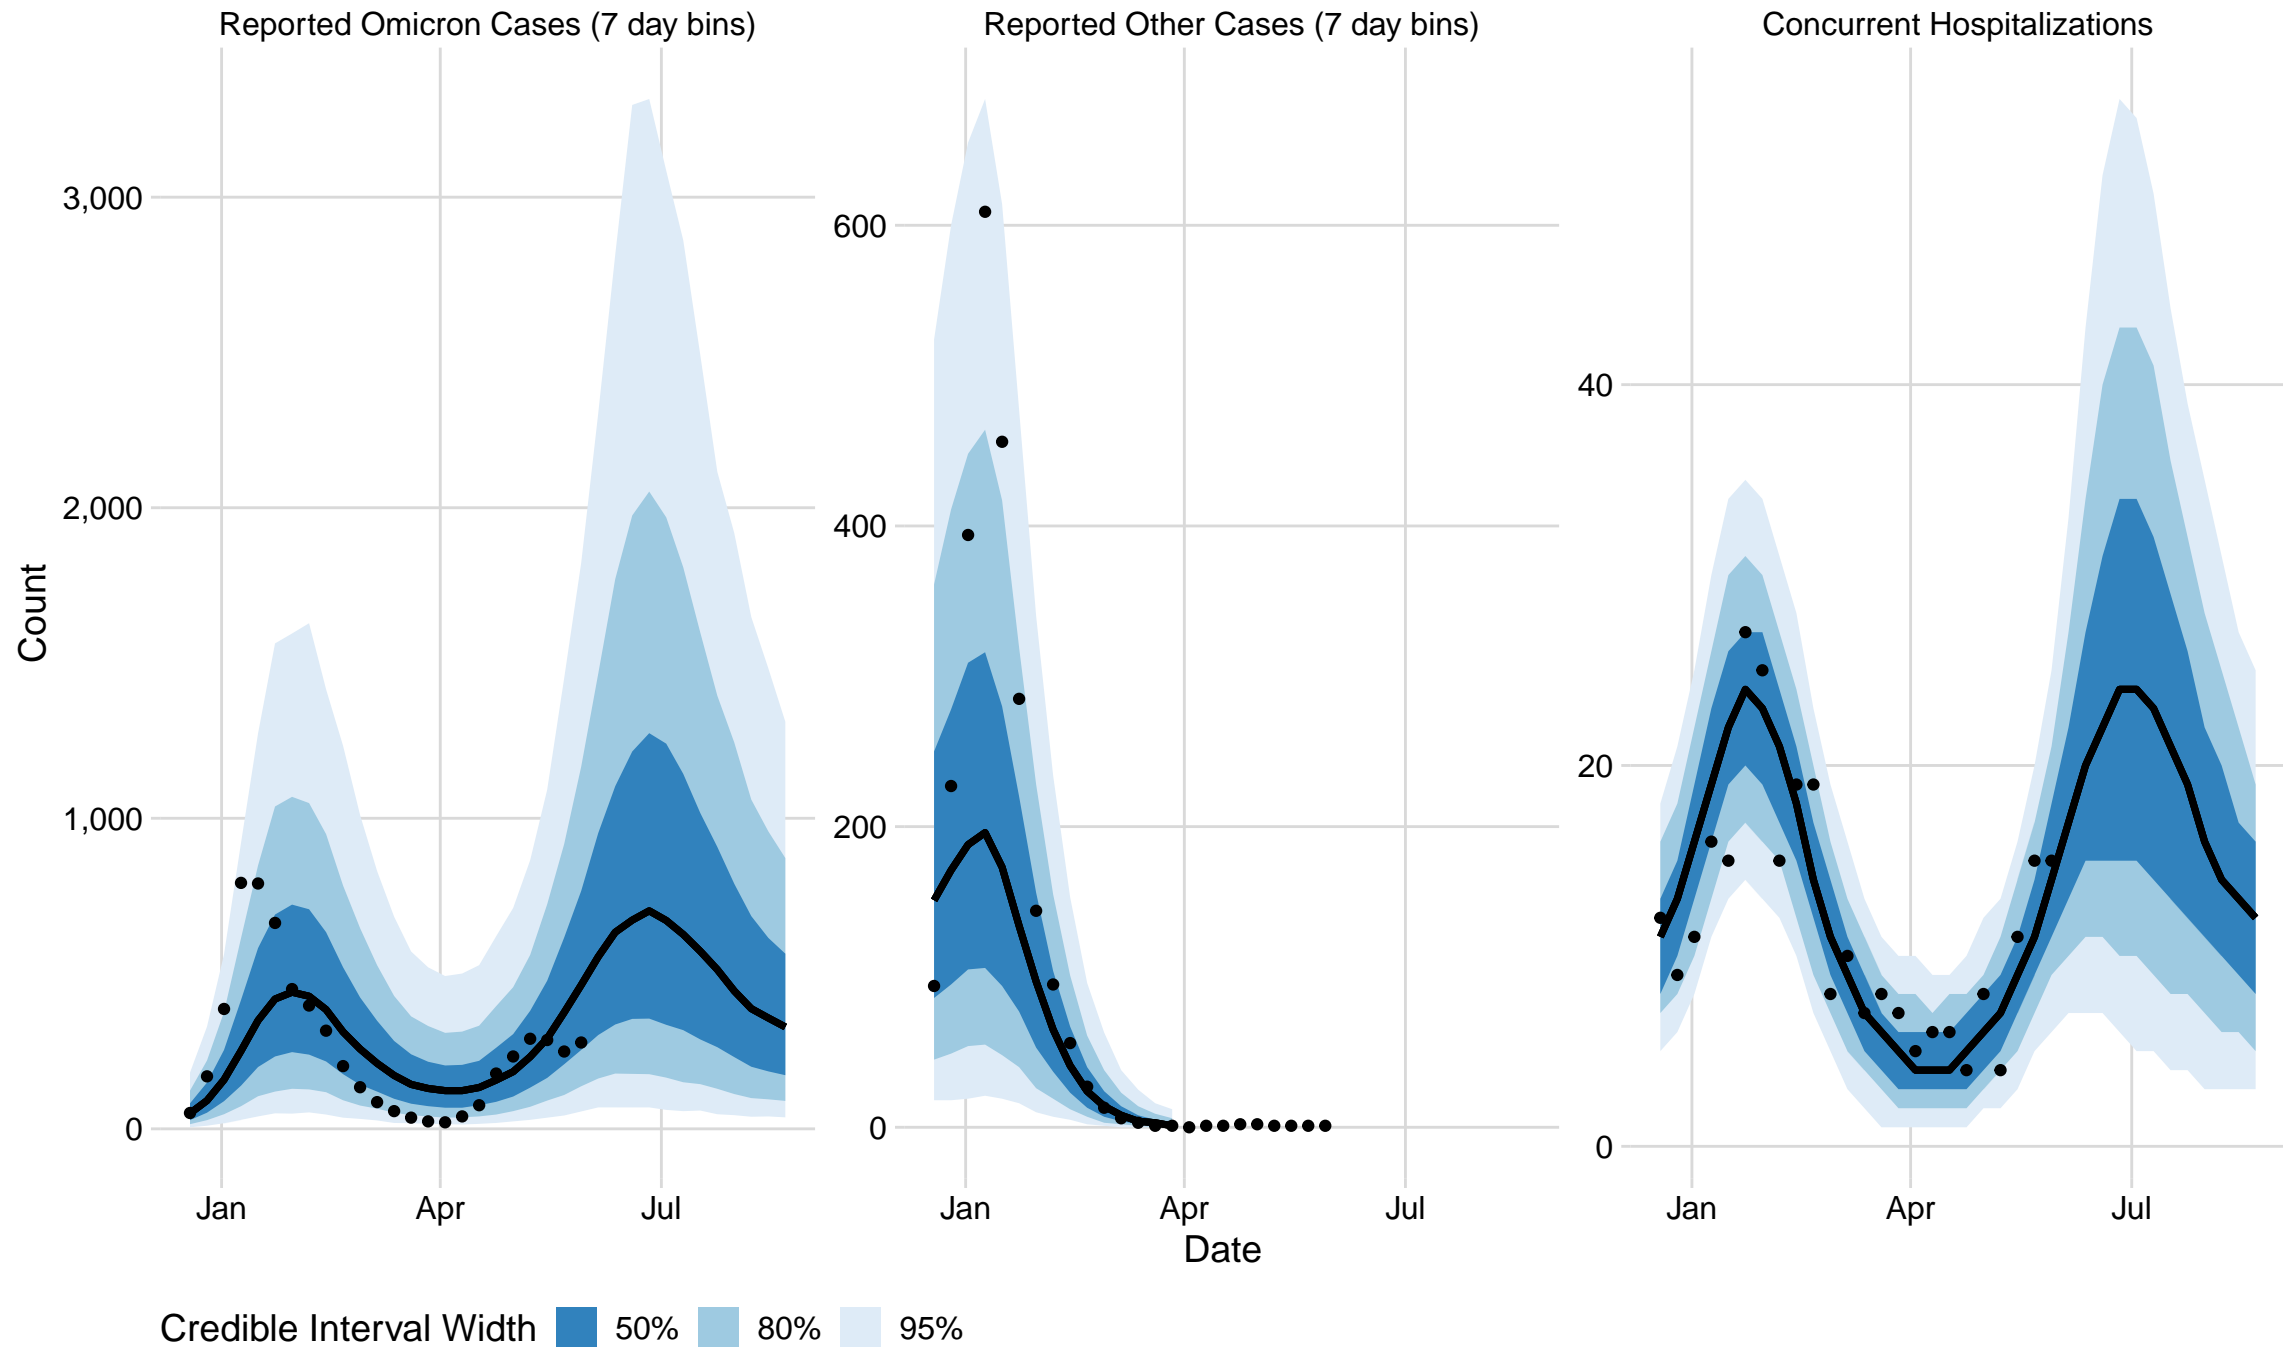 Reported Omicron Cases (7 day bins)
Reported Other Cases (7 day bins)
Concurrent Hospitalizations
Count
3,000
2,000
1,000
0
Jan
Apr
Jul
600
400
200
0
Jan
Apr
Jul
40
20
0
Jan
Apr
Jul
Date
Credible Interval Width 50% 80% 95%